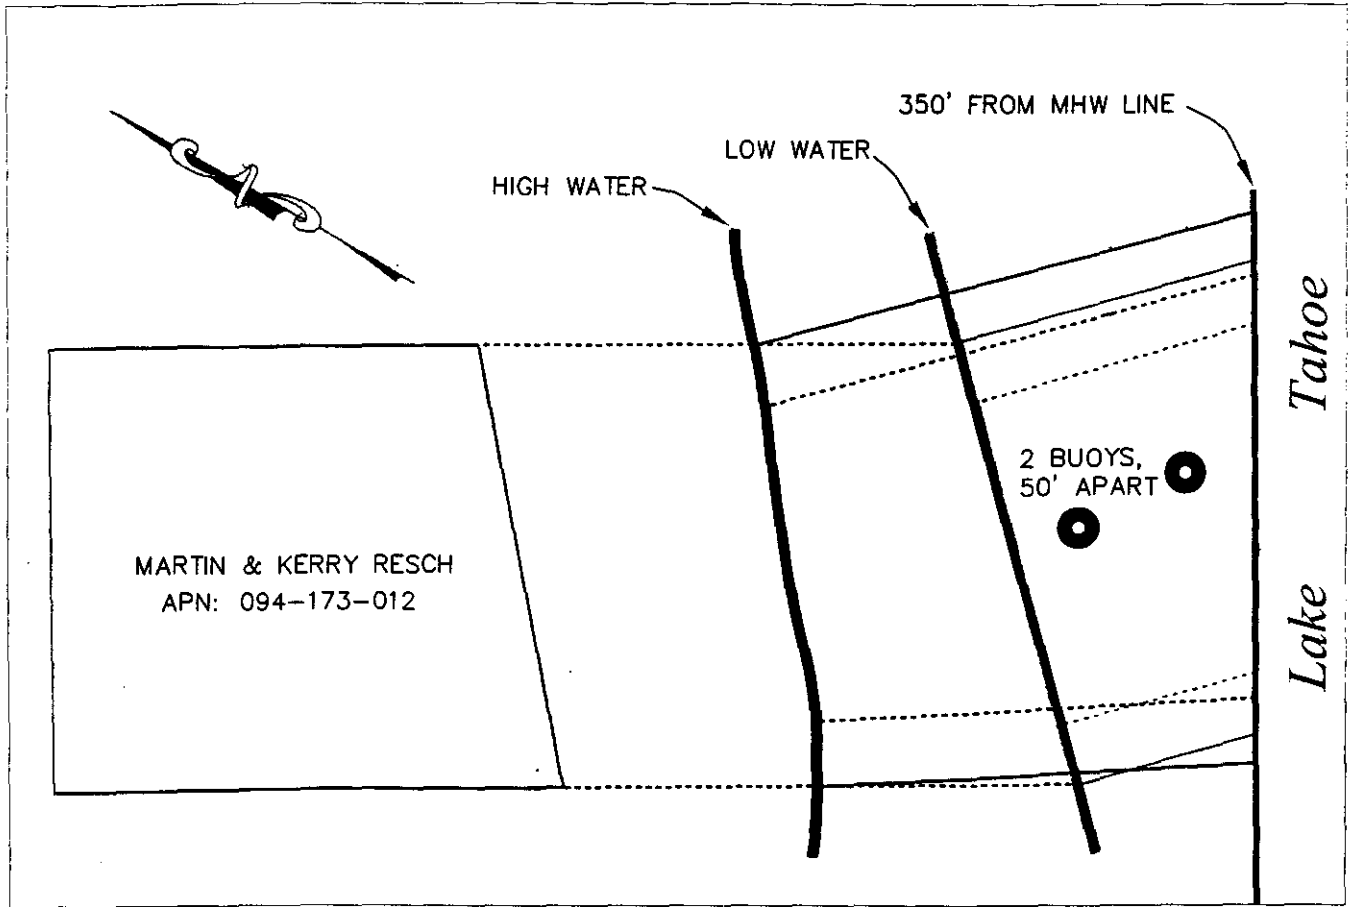 350' FROM MHW LINE
LOW WATER
HIGH WATER
2 BUOYS,
50' APART
MARTIN & KERRY RESCH
APN: 094-173-012
Lake Tahoe